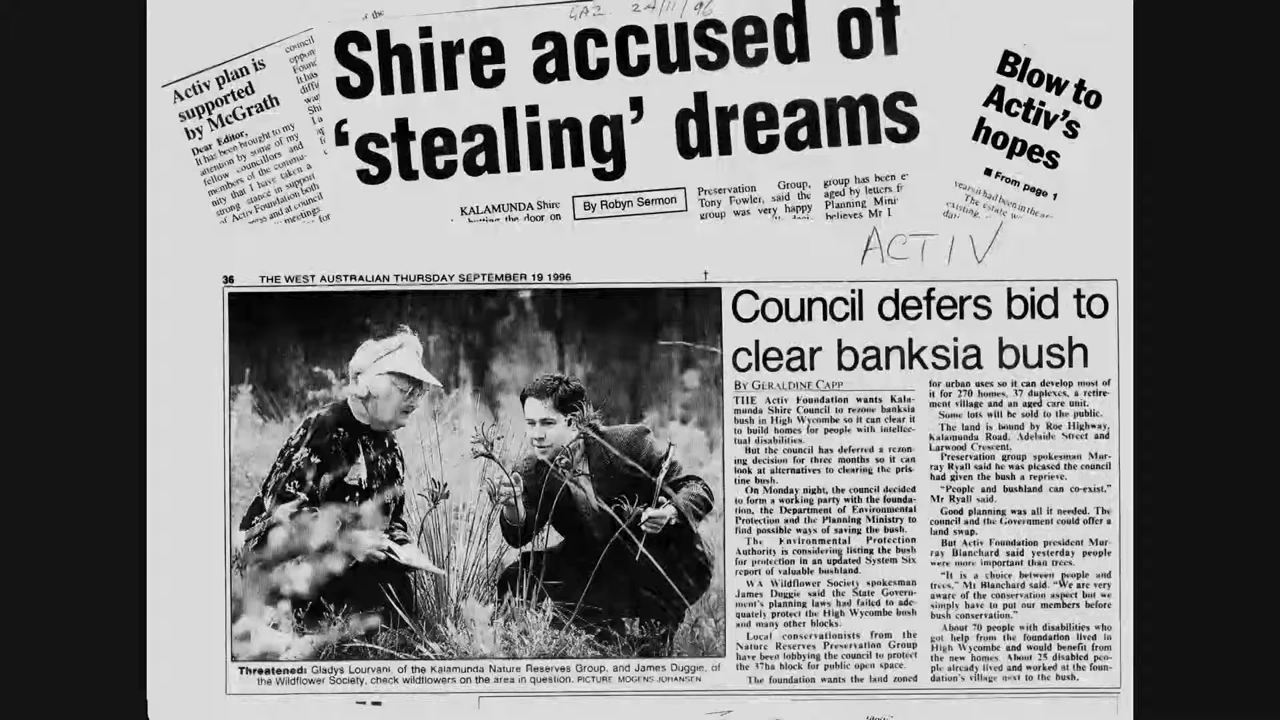 GAZ. 24/11/96
of the
Activ plan is
supported
by McGrath
Dear Editor,
It has been brought to my
attention by some of my
fellow councillors and
members of the commu-
nity that I have taken a
strong stance in support
of Activ Foundation both
and at council
meetings
for
council
Shire accused of
'stealing' dreams
KALAMUNDA Shire
the door on
By Robyn Sermon
Preservation Group,
Tony Fowler, said the
group was very happy
group has been
aged by letters
Planning
believes Mr
Blow to
Activ's
hopes
■ From page 1
had been in the
The estate
existing.
ACTIV
36 THE WEST AUSTRALIAN THURSDAY SEPTEMBER 19 1996
Threatened: Gladys Lourvani, of the Kalamunda Nature Reserves Group, and James Duggie, of
the Wildflower Society, check wildflowers on the area in question. PICTURE: MOGENS JOHANSEN
Council defers bid to
clear banksia bush
BY GERALDINE CAPP
THE Activ Foundation wants Kala-
munda Shire Council to rezone banksia
bush in High Wycombe so it can clear it
to build homes for people with intellec-
tual disabilities.
But the council has deferred a rezon-
ing decision for three months so it can
look at alternatives to clearing the pris-
tine bush.
On Monday night, the council decided
to form a working party with the founda-
tion, the Department of Environmental
Protection and the Planning Ministry to
find possible ways of saving the bush.
The Environmental Protection
Authority is considering listing the bush
for protection in an updated System Six
report of valuable bushland.
WA Wildflower Society spokesman
James Duggie said the State Govern-
ment's planning laws had failed to ade-
quately protect the High Wycombe bush
and many other blocks.
Local conservationists from the
Nature Reserves Preservation Group
have been lobbying the council to protect
the 37ha block for public open space.
The foundation wants the land zoned
for urban uses so it can develop most of
it for 270 homes, 37 duplexes, a retire-
ment village and an aged care unit.
Some lots will be sold to the public.
The land is bound by Roe Highway,
Kalamunda Road, Adelaide Street and
Larwood Crescent.
Preservation group spokesman Mur-
ray Ryall said he was pleased the council
had given the bush a reprieve.
"People and bushland can co-exist,"
Mr Ryall said.
Good planning was all it needed. The
council and the Government could offer a
land swap.
But Activ Foundation president Mur-
ray Blanchard said yesterday people
were more important than trees.
"It is a choice between people and
trees," Mr Blanchard said. "We are very
aware of the conservation aspect but we
simply have to put our members before
bush conservation."
About 70 people with disabilities who
got help from the foundation lived in
High Wycombe and would benefit from
the new homes. About 25 disabled peo-
ple already lived and worked at the foun-
dation's village next to the bush.